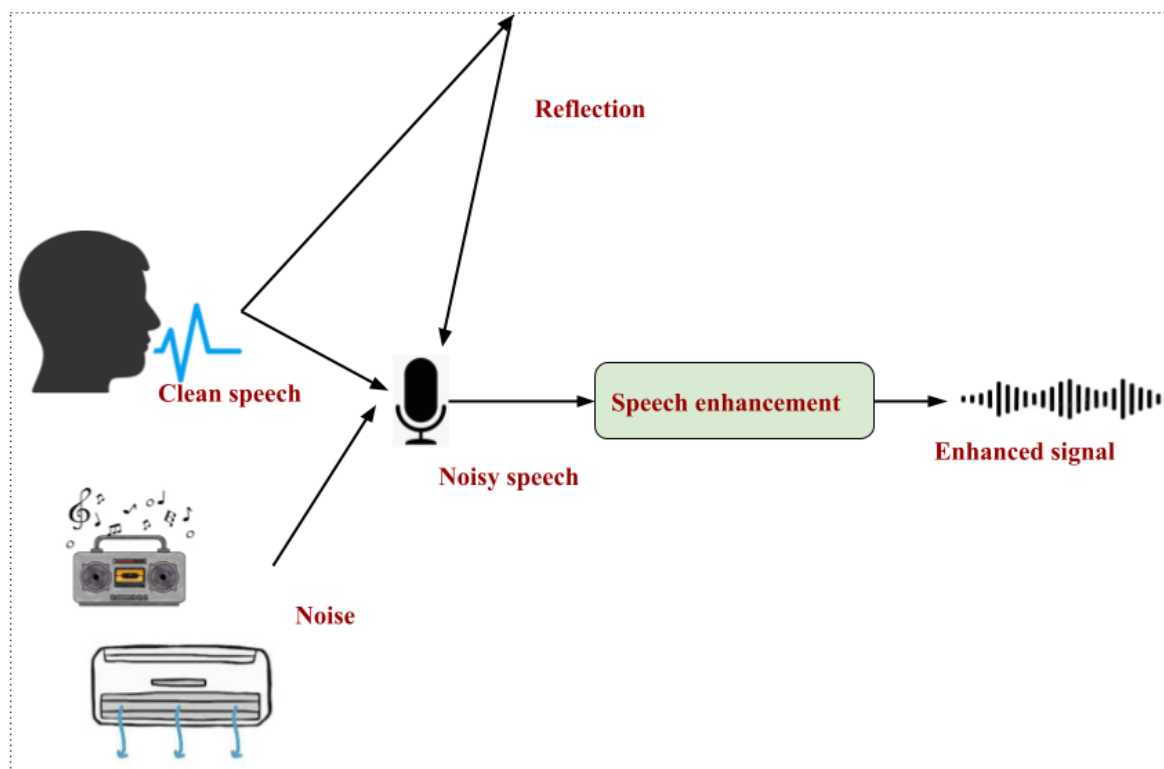 Reflection
Clean speech
Speech enhancement
Noisy speech
Enhanced signal
Noise